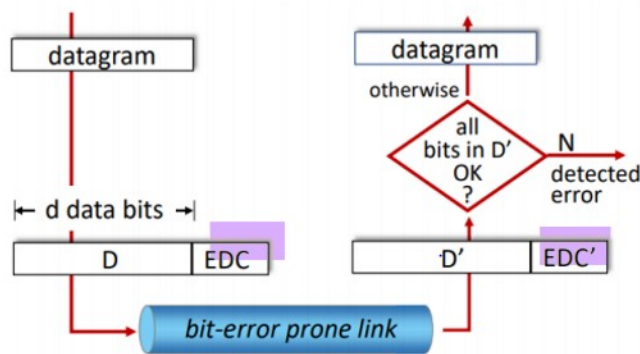 datagram
d data bits
D
EDC
bit-error prone link
datagram
otherwise
all
bits in D'
OK
?
N
detected
error
D'
EDC'